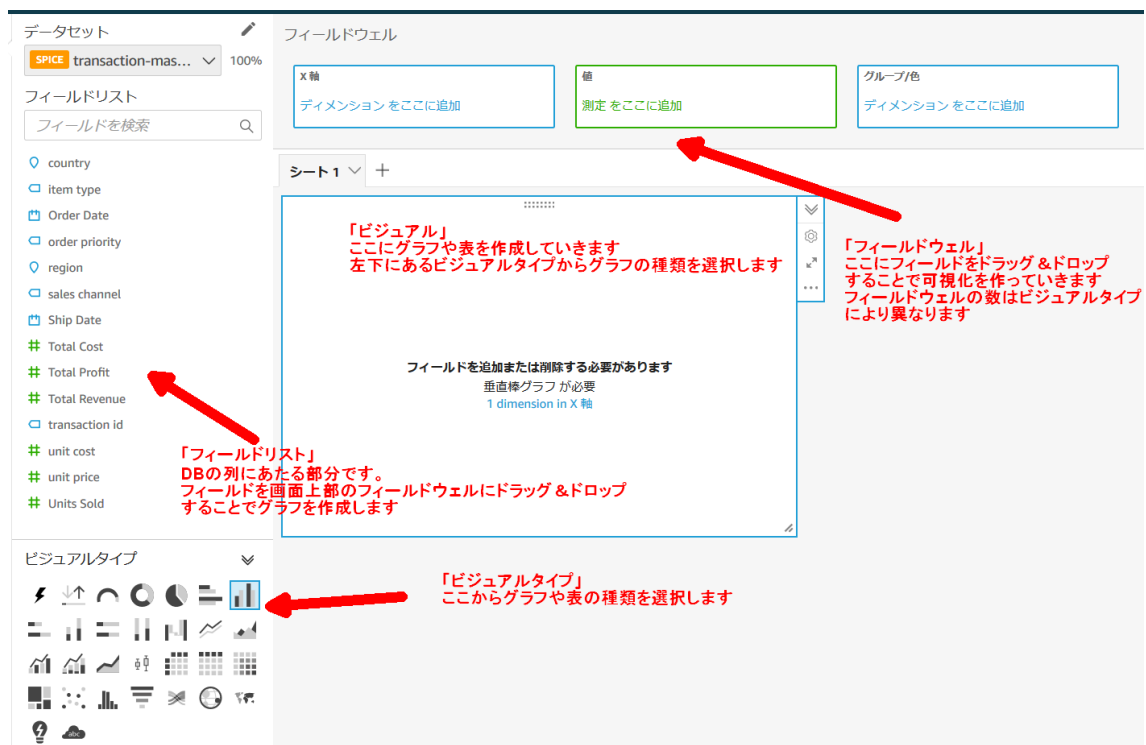 データセット
SPICE transaction-mas... 100%
フィールドリスト
フィールドを検索
country
item type
Order Date
order priority
region
sales channel
Ship Date
Total Cost
Total Profit
Total Revenue
transaction id
unit cost
unit price
Units Sold
「フィールドリスト」
DBの列にあたる部分です。
フィールドを画面上部のフィールドウェルにドラッグ&ドロップ
することでグラフを作成します
ビジュアルタイプ
abc
「ビジュアルタイプ」
ここからグラフや表の種類を選択します
フィールドウェル
X 軸
ディメンション をここに追加
値
測定 をここに追加
グループ/色
ディメンション をここに追加
シート 1
「ビジュアル」
ここにグラフや表を作成していきます
左下にあるビジュアルタイプからグラフの種類を選択します
フィールドを追加または削除する必要があります
垂直棒グラフ が必要
1 dimension in X 軸
「フィールドウェル」
ここにフィールドをドラッグ&ドロップ
することで可視化を作っていきます
フィールドウェルの数はビジュアルタイプ
により異なります